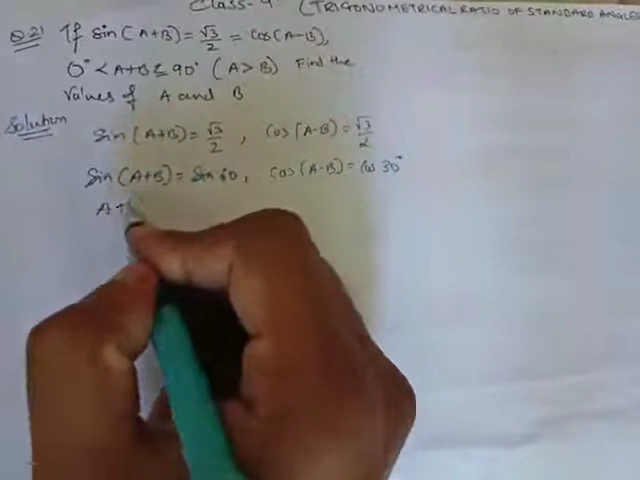 Class-9 (TRIGONOMETRICAL RATIO OF STANDARD ANGLES
Q.21 If sin(A+B) = √3/2 = cos(A-B),
0° < A+B ≤ 90° (A > B) Find the
values of A and B
Solution sin(A+B) = √3/2 , cos(A-B) = √3/2
sin(A+B) = sin 60, cos(A-B) = cos 30°
A+